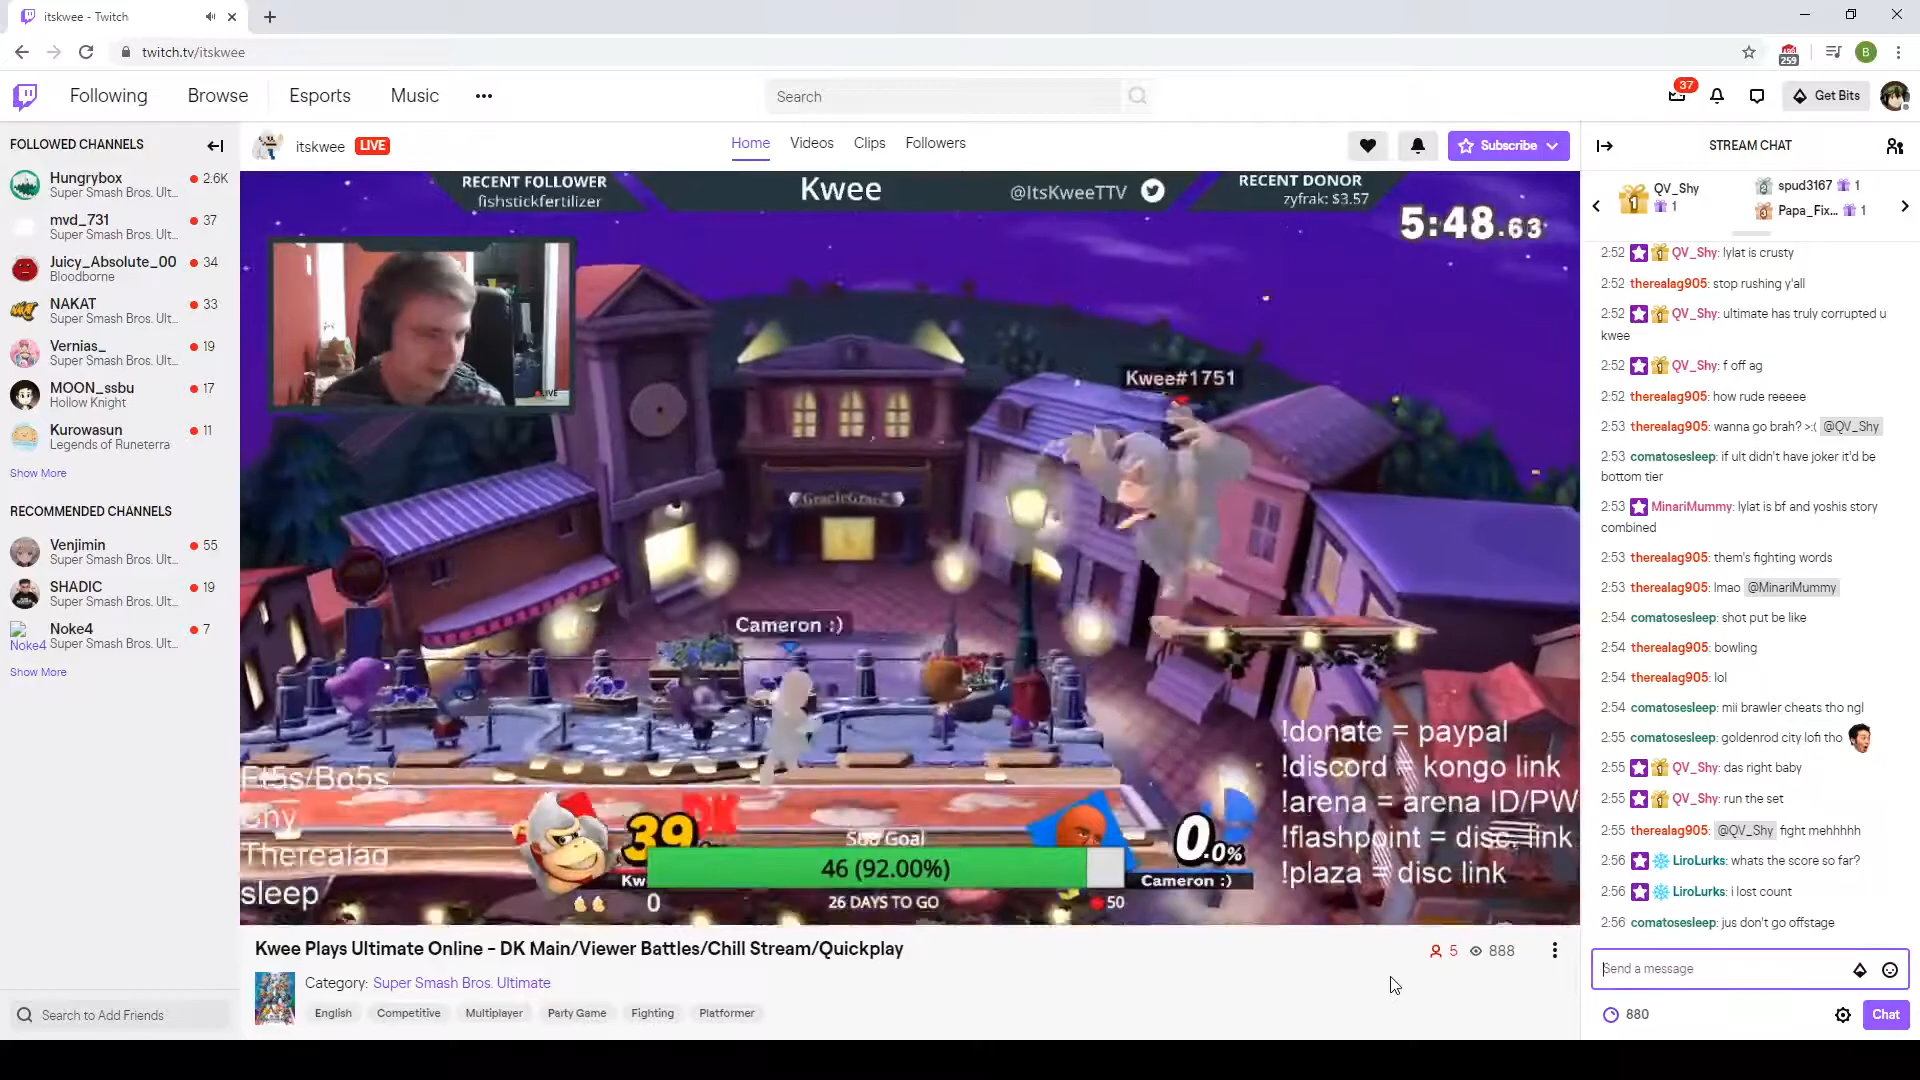 itskwee - Twitch
twitch.tv/itskwee
259
B
Following
Browse
Esports
Music
Search
37
Get Bits
FOLLOWED CHANNELS
Hungrybox
2.6K
Super Smash Bros. Ult...
mvd_731
37
Super Smash Bros. Ult...
Juicy_Absolute_00
34
Bloodborne
NAKAT
33
Super Smash Bros. Ult...
Vernias_
19
Super Smash Bros. Ult...
MOON_ssbu
17
Hollow Knight
Kurowasun
11
Legends of Runeterra
Show More
RECOMMENDED CHANNELS
Venjimin
55
Super Smash Bros. Ult...
SHADIC
19
Super Smash Bros. Ult...
Noke4
7
Super Smash Bros. Ult...
Noke4
Show More
Search to Add Friends
itskwee
LIVE
Home
Videos
Clips
Followers
Subscribe
RECENT FOLLOWER
fishstickfertilizer
Kwee
@ItsKweeTTV
RECENT DONOR
zyfrak: $3.57
5:48.63
LIVE
Kwee#1751
GracieGrace
Cameron :)
Ft5s/Bo5s
Therealag
sleep
39
DK
Kw
0
46 (92.00%)
26 DAYS TO GO
50
0.0%
Cameron :)
!donate = paypal
!discord = kongo link
!arena = arena ID/PW
!flashpoint = disc. link
!plaza = disc link
Kwee Plays Ultimate Online - DK Main/Viewer Battles/Chill Stream/Quickplay
5
888
Category: Super Smash Bros. Ultimate
English
Competitive
Multiplayer
Party Game
Fighting
Platformer
STREAM CHAT
1
QV_Shy
1
2
spud3167 1
3
Papa_Fix... 1
2:52 QV_Shy: lylat is crusty
2:52 therealag905: stop rushing y'all
2:52 QV_Shy: ultimate has truly corrupted u
kwee
2:52 QV_Shy: f off ag
2:52 therealag905: how rude reeeee
2:53 therealag905: wanna go brah? >:( @QV_Shy
2:53 comatosesleep: if ult didn't have joker it'd be
bottom tier
2:53 MinariMummy: lylat is bf and yoshis story
combined
2:53 therealag905: them's fighting words
2:53 therealag905: lmao @MinariMummy
2:54 comatosesleep: shot put be like
2:54 therealag905: bowling
2:54 therealag905: lol
2:54 comatosesleep: mii brawler cheats tho ngl
2:55 comatosesleep: goldenrod city lofi tho
2:55 QV_Shy: das right baby
2:55 QV_Shy: run the set
2:55 therealag905: @QV_Shy fight mehhhhh
2:56 LiroLurks: whats the score so far?
2:56 LiroLurks: i lost count
2:56 comatosesleep: jus don't go offstage
Send a message
880
Chat